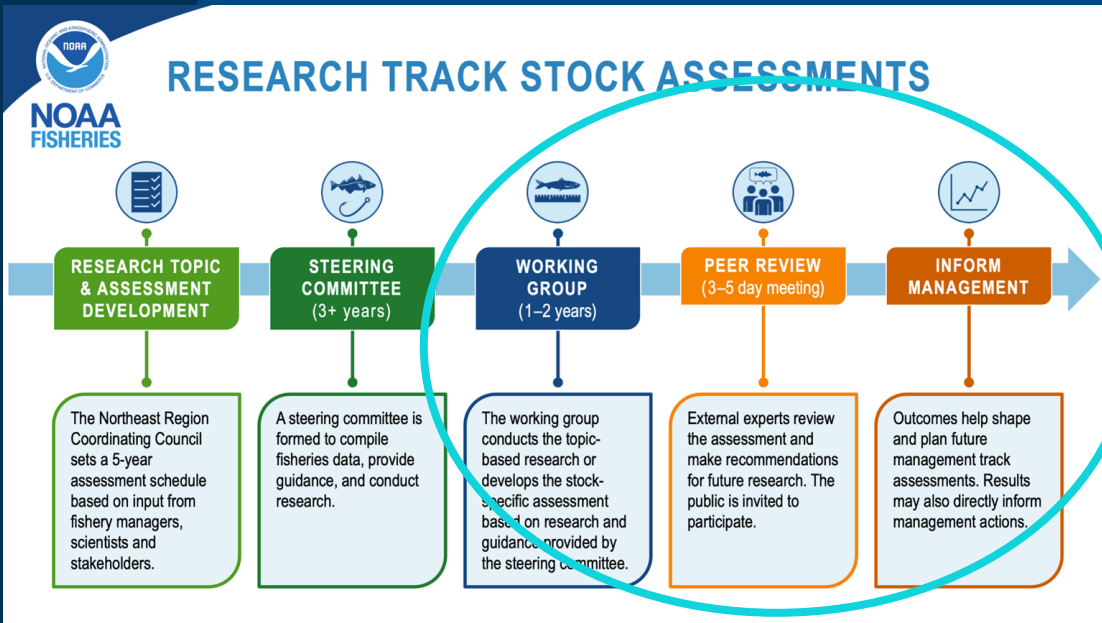 NOAA
NOAA
FISHERIES
RESEARCH TRACK STOCK ASSESSMENTS
RESEARCH TOPIC
& ASSESSMENT
DEVELOPMENT
STEERING
COMMITTEE
(3+ years)
WORKING
GROUP
(1–2 years)
PEER REVIEW
(3–5 day meeting)
INFORM
MANAGEMENT
The Northeast Region
Coordinating Council
sets a 5-year
assessment schedule
based on input from
fishery managers,
scientists and
stakeholders.
A steering committee is
formed to compile
fisheries data, provide
guidance, and conduct
research.
The working group
conducts the topic-
based research or
develops the stock-
specific assessment
based on research and
guidance provided by
the steering committee.
External experts review
the assessment and
make recommendations
for future research. The
public is invited to
participate.
Outcomes help shape
and plan future
management track
assessments. Results
may also directly inform
management actions.